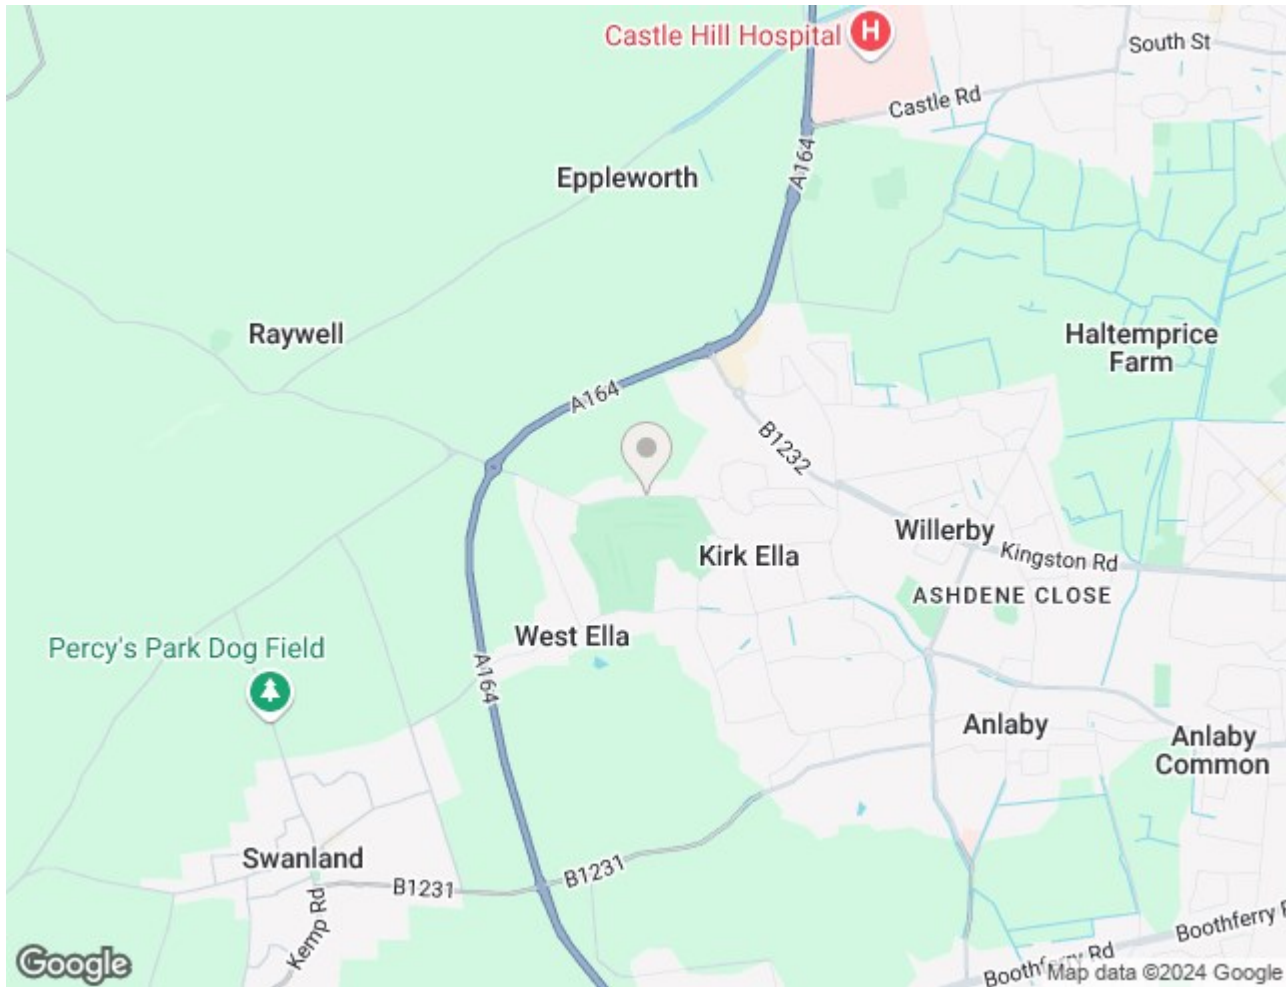 Castle Hill Hospital
H
South St
Castle Rd
A164
Eppleworth
Raywell
Haltemprice
Farm
A164
B1232
Willerby
Kingston Rd
Kirk Ella
ASHDENE CLOSE
West Ella
Percy's Park Dog Field
A164
Anlaby
Anlaby
Common
Swanland
B1231
B1231
Kemp Rd
Boothferry R
Boothferry Rd
Google
Map data ©2024 Google